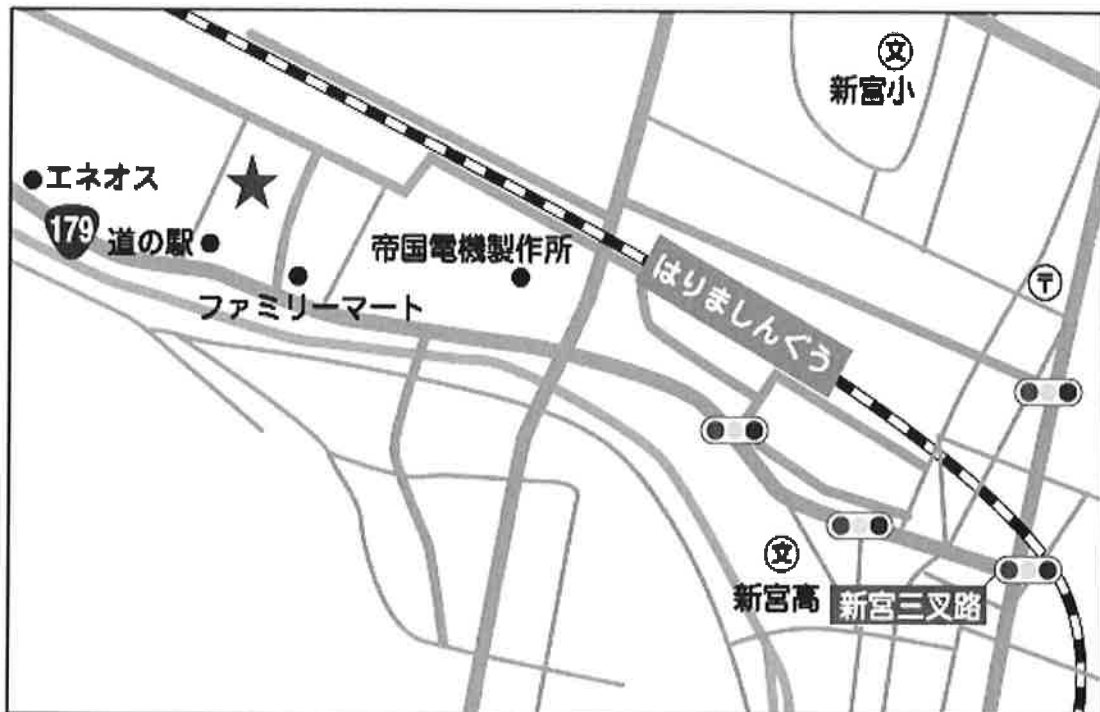 文
新宮小
エネオス
179
道の駅
帝国電機製作所
ファミリーマート
はりましんぐう
〒
文
新宮高
新宮三叉路